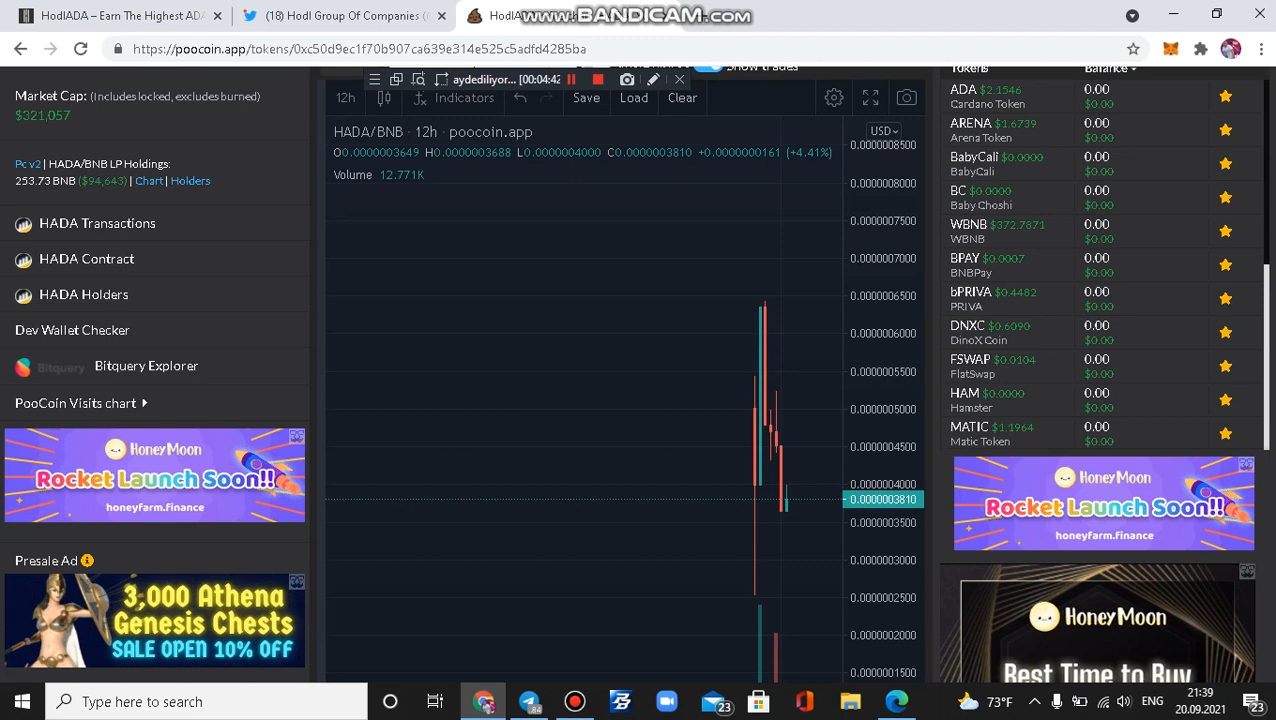 HodlADA – Earn The Highest ADA
(18) Hodl Group Of Companies (
HodlA
www.BANDICAM.com
https://poocoin.app/tokens/0xc50d9ec1f70b907ca639e314e525c5adfd4285ba
aydediliyor... [00:04:42]
Show trades
Tokens
Balance
Market Cap: (Includes locked, excludes burned)
$321,057
Pc v2 | HADA/BNB LP Holdings:
253.73 BNB ($94,643) | Chart | Holders
HADA Transactions
HADA Contract
HADA Holders
Dev Wallet Checker
Bitquery
Bitquery Explorer
PooCoin Visits chart
HoneyMoon
Rocket Launch Soon!!
honeyfarm.finance
Presale Ad
3,000 Athena
Genesis Chests
SALE OPEN 10% OFF
12h
Indicators
Save
Load
Clear
HADA/BNB · 12h · poocoin.app
O0.0000003649 H0.0000003688 L0.0000004000 C0.0000003810 +0.0000000161 (+4.41%)
Volume 12.771K
USD
0.0000008500
0.0000008000
0.0000007500
0.0000007000
0.0000006500
0.0000006000
0.0000005500
0.0000005000
0.0000004500
0.0000004000
0.0000003810
0.0000003500
0.0000003000
0.0000002500
0.0000002000
0.0000001500
ADA $2.1546 0.00
Cardano Token $0.00
ARENA $1.6739 0.00
Arena Token $0.00
BabyCali $0.0000 0.00
BabyCali $0.00
BC $0.0000 0.00
Baby Choshi $0.00
WBNB $372.7871 0.00
WBNB $0.00
BPAY $0.0007 0.00
BNBPay $0.00
bPRIVA $0.4482 0.00
PRIVA $0.00
DNXC $0.6090 0.00
DinoX Coin $0.00
FSWAP $0.0104 0.00
FlatSwap $0.00
HAM $0.0000 0.00
Hamster $0.00
MATIC $1.1964 0.00
Matic Token $0.00
HoneyMoon
Rocket Launch Soon!!
honeyfarm.finance
HoneyMoon
Best Time to Buy
Type here to search
84
23
73°F
ENG
21:39
20.09.2021
23